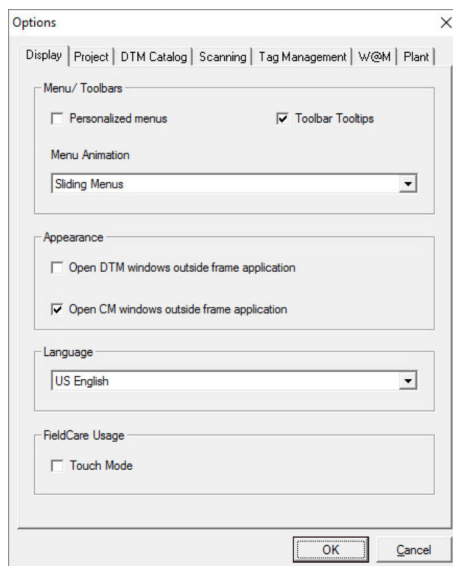 Options
Display Project DTM Catalog Scanning Tag Management W@M Plant
Menu/ Toolbars
Personalized menus Toolbar Tooltips
Menu Animation
Sliding Menus
Appearance
Open DTM windows outside frame application
Open CM windows outside frame application
Language
US English
FieldCare Usage
Touch Mode
OK Cancel